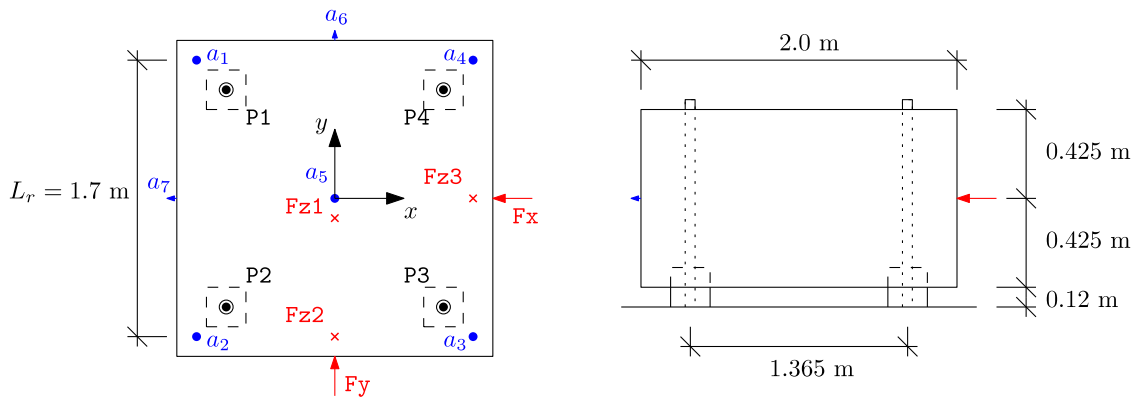 a₆
a₁
a₄
P1
P4
y
a₅
x
a₇
L_r = 1.7 m
Fz1
Fz3
Fx
P2
P3
Fz2
a₂
a₃
Fy
2.0 m
0.425 m
0.425 m
0.12 m
1.365 m